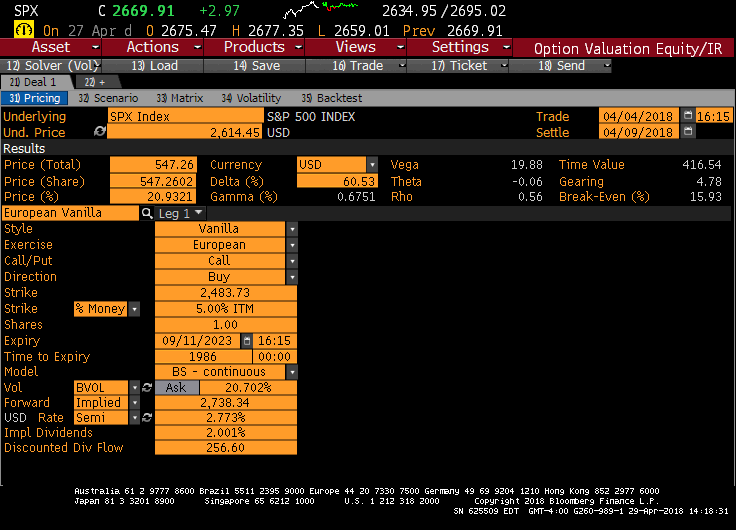 SPX C 2669.91 +2.97 2634.95/2695.02
On 27 Apr d O 2675.47 H 2677.35 L 2659.01 Prev 2669.91
Asset Actions Products Views Settings Option Valuation Equity/IR
12) Solver (Vol) 13) Load 14) Save 16) Trade 17) Ticket 18) Send
21) Deal 1 22) +
31) Pricing 32) Scenario 33) Matrix 34) Volatility 35) Backtest
Underlying SPX Index S&P 500 INDEX Trade 04/04/2018 16:15
Und. Price 2,614.45 USD Settle 04/09/2018
Results
Price (Total) 547.26 Currency USD Vega 19.88 Time Value 416.54
Price (Share) 547.2602 Delta (%) 60.53 Theta -0.06 Gearing 4.78
Price (%) 20.9321 Gamma (%) 0.6751 Rho 0.56 Break-Even (%) 15.93
European Vanilla Leg 1
Style Vanilla
Exercise European
Call/Put Call
Direction Buy
Strike 2,483.73
Strike % Money 5.00% ITM
Shares 1.00
Expiry 09/11/2023 16:15
Time to Expiry 1986 00:00
Model BS - continuous
Vol BVOL Ask 20.702%
Forward Implied 2,738.34
USD Rate Semi 2.773%
Impl Dividends 2.001%
Discounted Div Flow 256.60
Australia 61 2 9777 8600 Brazil 5511 2395 9000 Europe 44 20 7330 7500 Germany 49 69 9204 1210 Hong Kong 852 2977 6000
Japan 81 3 3201 8900 Singapore 65 6212 1000 U.S. 1 212 318 2000 Copyright 2018 Bloomberg Finance L.P.
SN 625509 EDT GMT-4:00 G260-989-1 29-Apr-2018 14:18:31